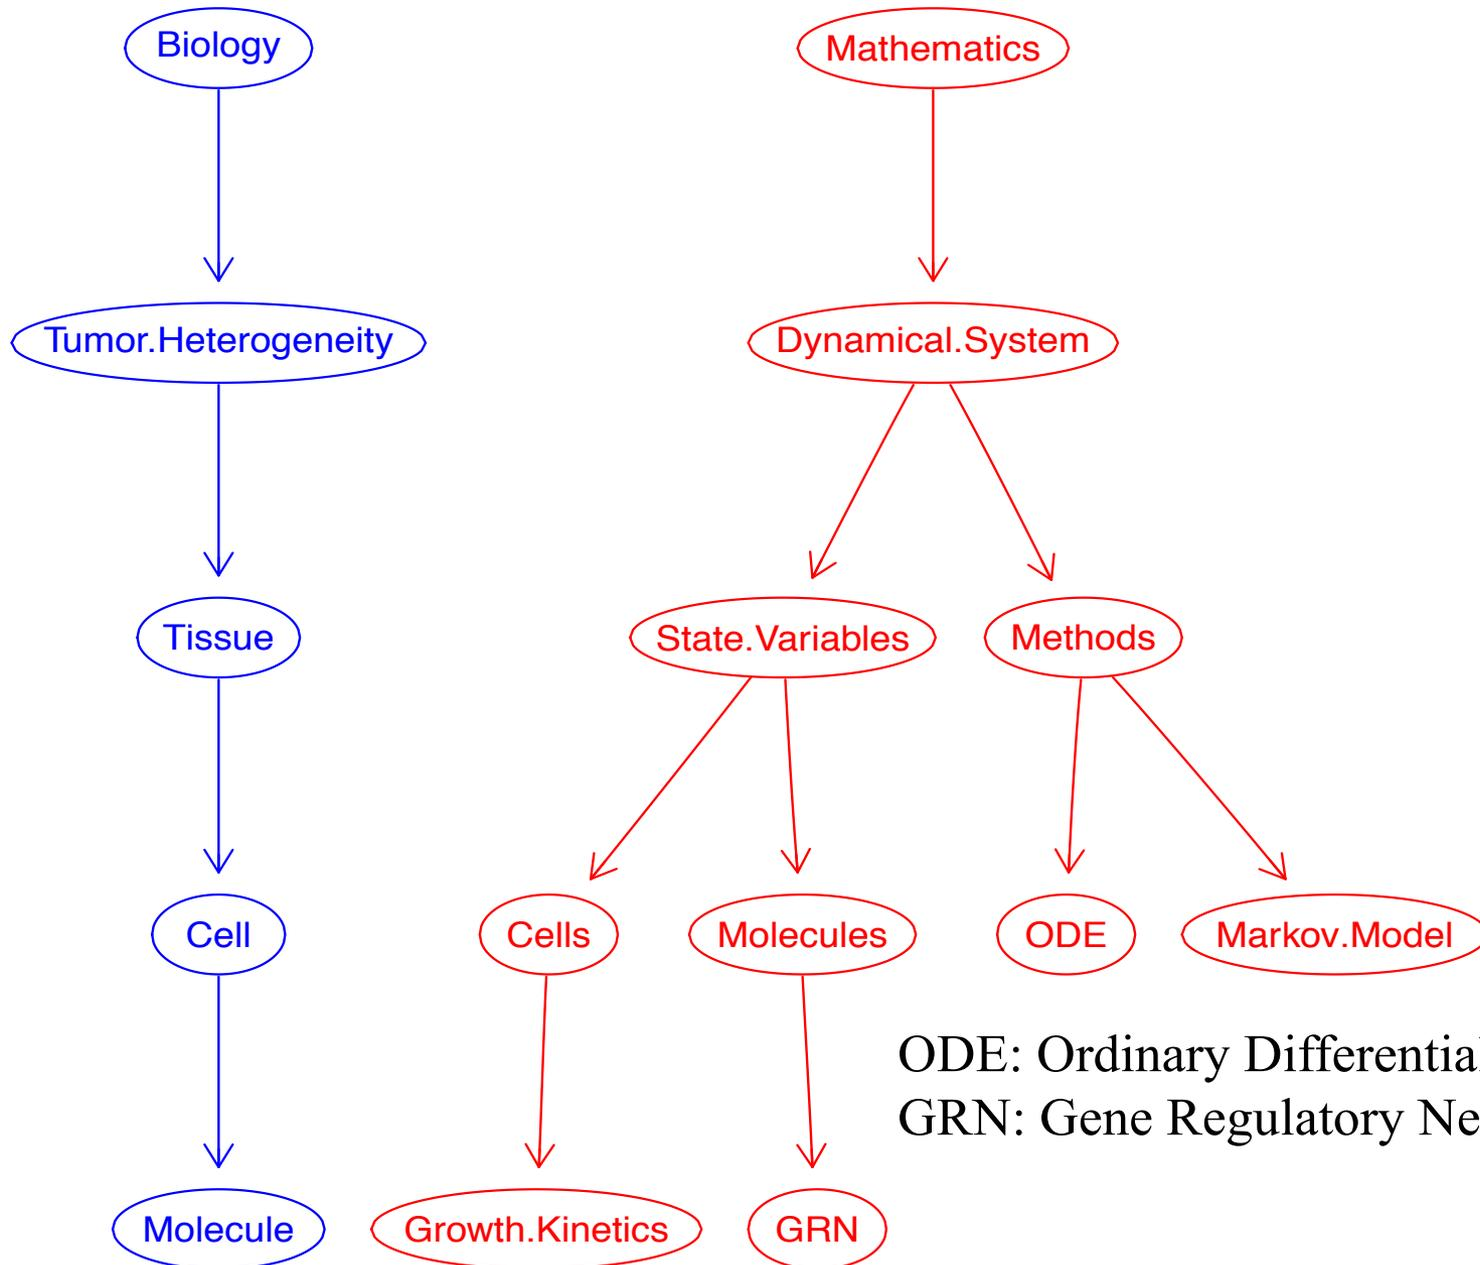 Biology
Mathematics
Tumor.Heterogeneity
Dynamical.System
Tissue
State.Variables
Methods
Cell
Cells
Molecules
ODE
Markov.Model
ODE: Ordinary Differential
GRN: Gene Regulatory Ne
Molecule
Growth.Kinetics
GRN